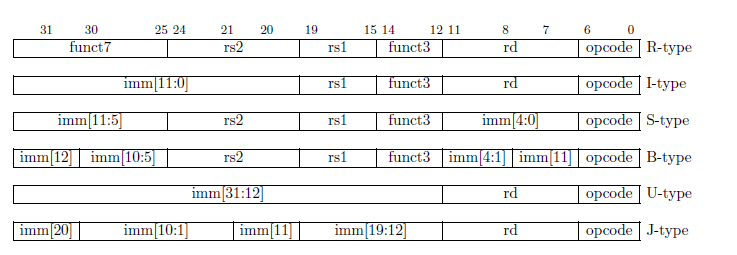 31 30 25 24 21 20 19 15 14 12 11 8 7 6 0
funct7 rs2 rs1 funct3 rd opcode R-type
imm[11:0] rs1 funct3 rd opcode I-type
imm[11:5] rs2 rs1 funct3 imm[4:0] opcode S-type
imm[12] imm[10:5] rs2 rs1 funct3 imm[4:1] imm[11] opcode B-type
imm[31:12] rd opcode U-type
imm[20] imm[10:1] imm[11] imm[19:12] rd opcode J-type